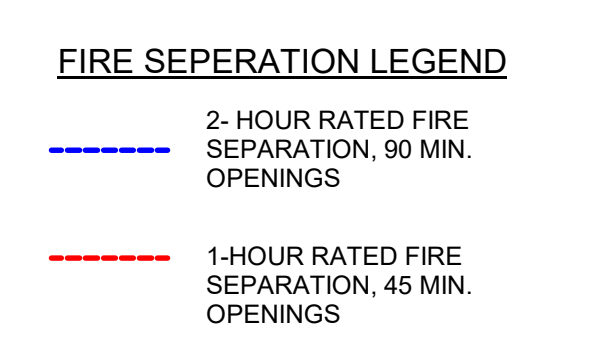 FIRE SEPERATION LEGEND
2- HOUR RATED FIRE
SEPARATION, 90 MIN.
OPENINGS
1-HOUR RATED FIRE
SEPARATION, 45 MIN.
OPENINGS